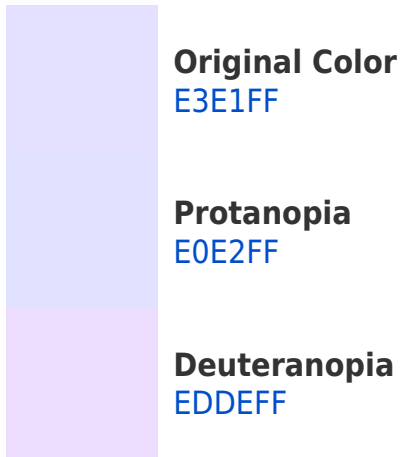 Original Color
E3E1FF
Protanopia
E0E2FF
Deuteranopia
EDDEFF